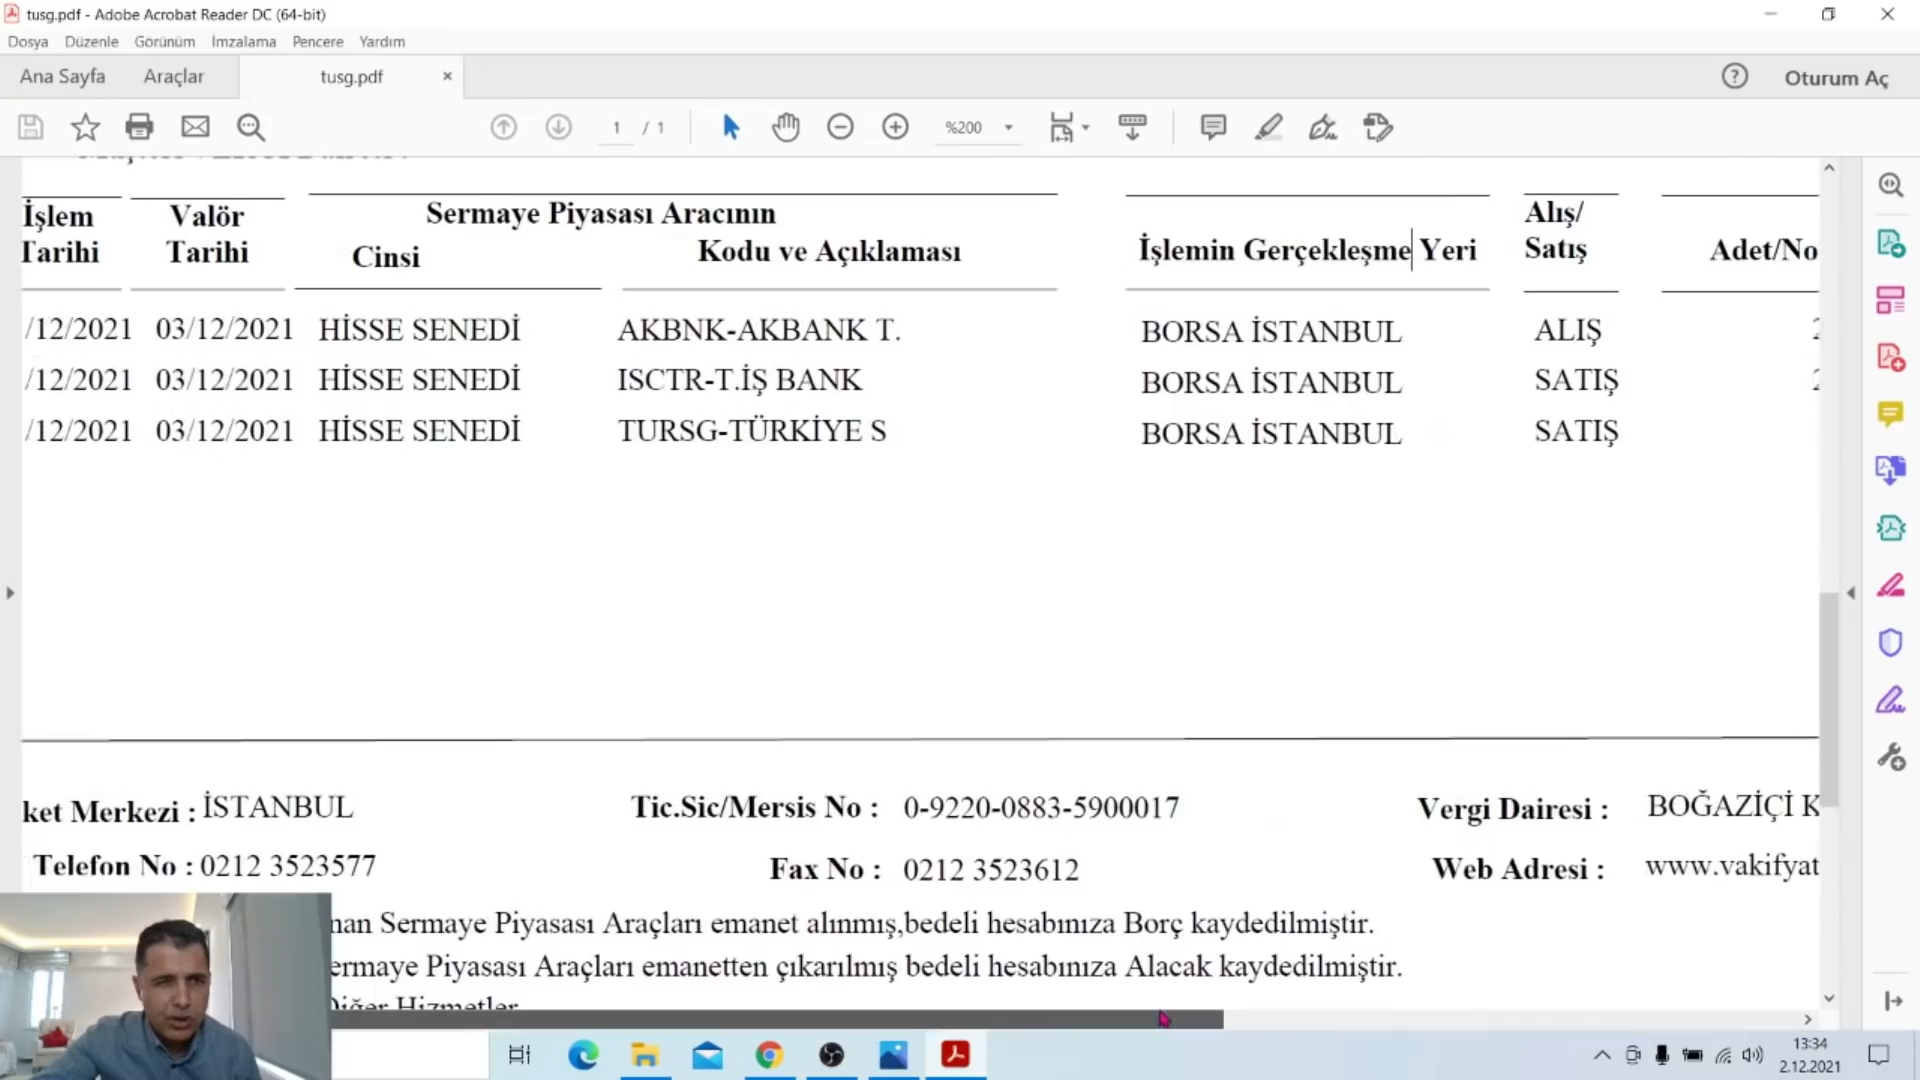 tusg.pdf - Adobe Acrobat Reader DC (64-bit)
Dosya Düzenle Görünüm İmzalama Pencere Yardım
Ana Sayfa Araçlar tusg.pdf × Oturum Aç
1 / 1 %200
İşlem Valör Sermaye Piyasası Aracının Alış/
Tarihi Tarihi Cinsi Kodu ve Açıklaması İşlemin Gerçekleşme Yeri Satış Adet/No
/12/2021 03/12/2021 HİSSE SENEDİ AKBNK-AKBANK T. BORSA İSTANBUL ALIŞ
/12/2021 03/12/2021 HİSSE SENEDİ ISCTR-T.İŞ BANK BORSA İSTANBUL SATIŞ
/12/2021 03/12/2021 HİSSE SENEDİ TURSG-TÜRKİYE S BORSA İSTANBUL SATIŞ
ket Merkezi : İSTANBUL Tic.Sic/Mersis No : 0-9220-0883-5900017 Vergi Dairesi : BOĞAZİÇİ K
Telefon No : 0212 3523577 Fax No : 0212 3523612 Web Adresi : www.vakifyat
nan Sermaye Piyasası Araçları emanet alınmış,bedeli hesabınıza Borç kaydedilmiştir.
ermaye Piyasası Araçları emanetten çıkarılmış bedeli hesabınıza Alacak kaydedilmiştir.
Diğer Hizmetler
13:34
2.12.2021